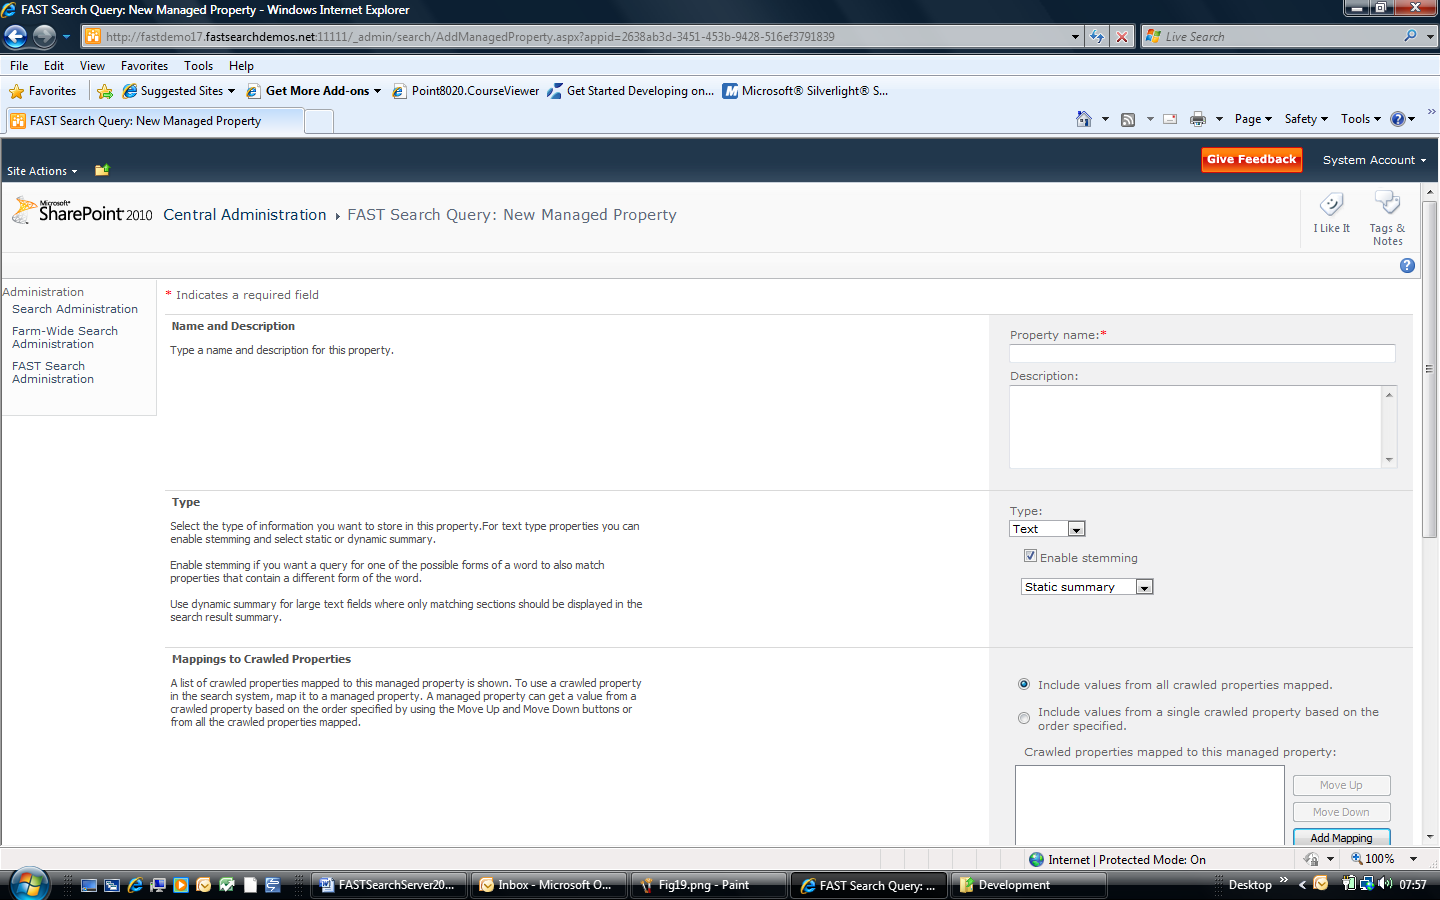 FAST Search Query: New Managed Property - Windows Internet Explorer
http://fastdemo17.fastsearchdemos.net:11111/_admin/search/AddManagedProperty.aspx?appid=2638ab3d-3451-453b-9428-516ef3791839
Live Search
File Edit View Favorites Tools Help
Favorites Suggested Sites Get More Add-ons Point8020.CourseViewer Get Started Developing on... Microsoft® Silverlight® S...
FAST Search Query: New Managed Property
Page Safety Tools
Site Actions
Give Feedback
System Account
Microsoft®
SharePoint 2010
Central Administration FAST Search Query: New Managed Property
I Like It
Tags &
Notes
Administration
Search Administration
Farm-Wide Search
Administration
FAST Search
Administration
* Indicates a required field
Name and Description
Type a name and description for this property.
Property name:*
Description:
Type
Select the type of information you want to store in this property.For text type properties you can
enable stemming and select static or dynamic summary.
Enable stemming if you want a query for one of the possible forms of a word to also match
properties that contain a different form of the word.
Use dynamic summary for large text fields where only matching sections should be displayed in the
search result summary.
Type:
Text
Enable stemming
Static summary
Mappings to Crawled Properties
A list of crawled properties mapped to this managed property is shown. To use a crawled property
in the search system, map it to a managed property. A managed property can get a value from a
crawled property based on the order specified by using the Move Up and Move Down buttons or
from all the crawled properties mapped.
Include values from all crawled properties mapped.
Include values from a single crawled property based on the
order specified.
Crawled properties mapped to this managed property:
Move Up
Move Down
Add Mapping
Internet | Protected Mode: On
100%
FASTSearchServer20... Inbox - Microsoft O... Fig19.png - Paint FAST Search Query: ... Development
Desktop
07:57